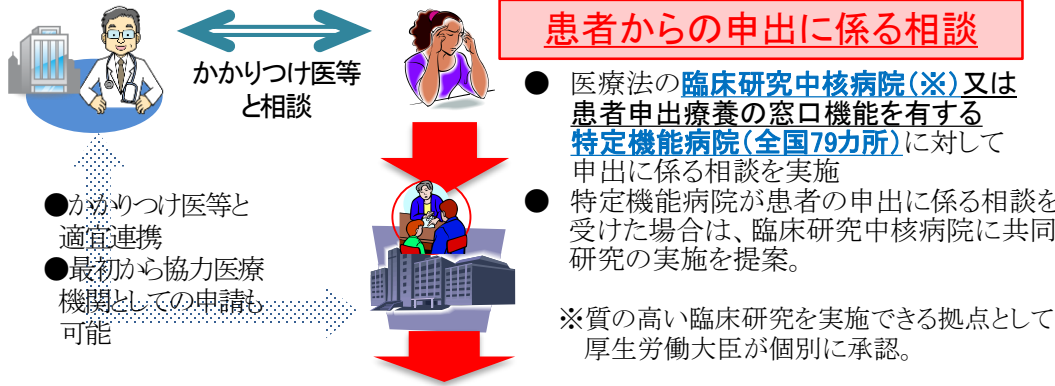 患者からの申出に係る相談
かかりつけ医等
と相談
● 医療法の臨床研究中核病院(※)又は
患者申出療養の窓口機能を有する
特定機能病院(全国79カ所)に対して
申出に係る相談を実施
● 特定機能病院が患者の申出に係る相談を
受けた場合は、臨床研究中核病院に共同
研究の実施を提案。
※質の高い臨床研究を実施できる拠点として
厚生労働大臣が個別に承認。
●かかりつけ医等と
適宜連携
●最初から協力医療
機関としての申請も
可能